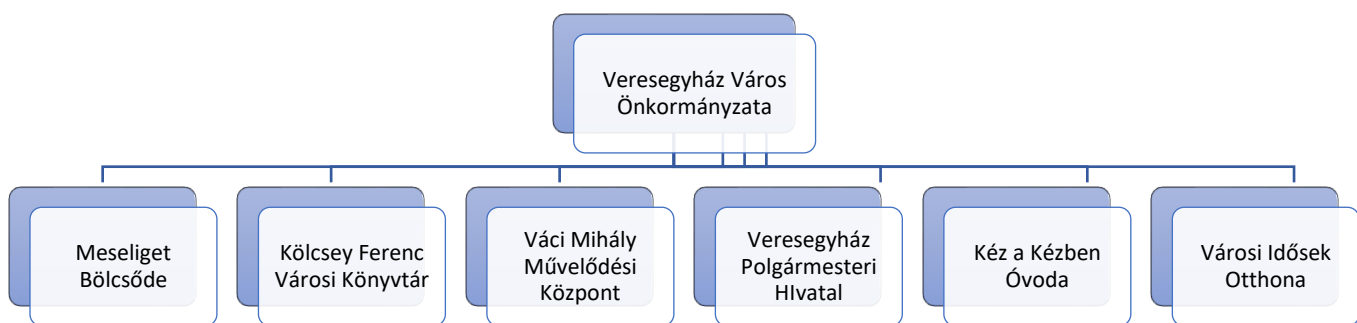 Veresegyház Város
Önkormányzata
Meseliget
Bölcsőde
Kölcsey Ferenc
Városi Könyvtár
Váci Mihály
Művelődési
Központ
Veresegyház
Polgármesteri
HIvatal
Kéz a Kézben
Óvoda
Városi Idősek
Otthona